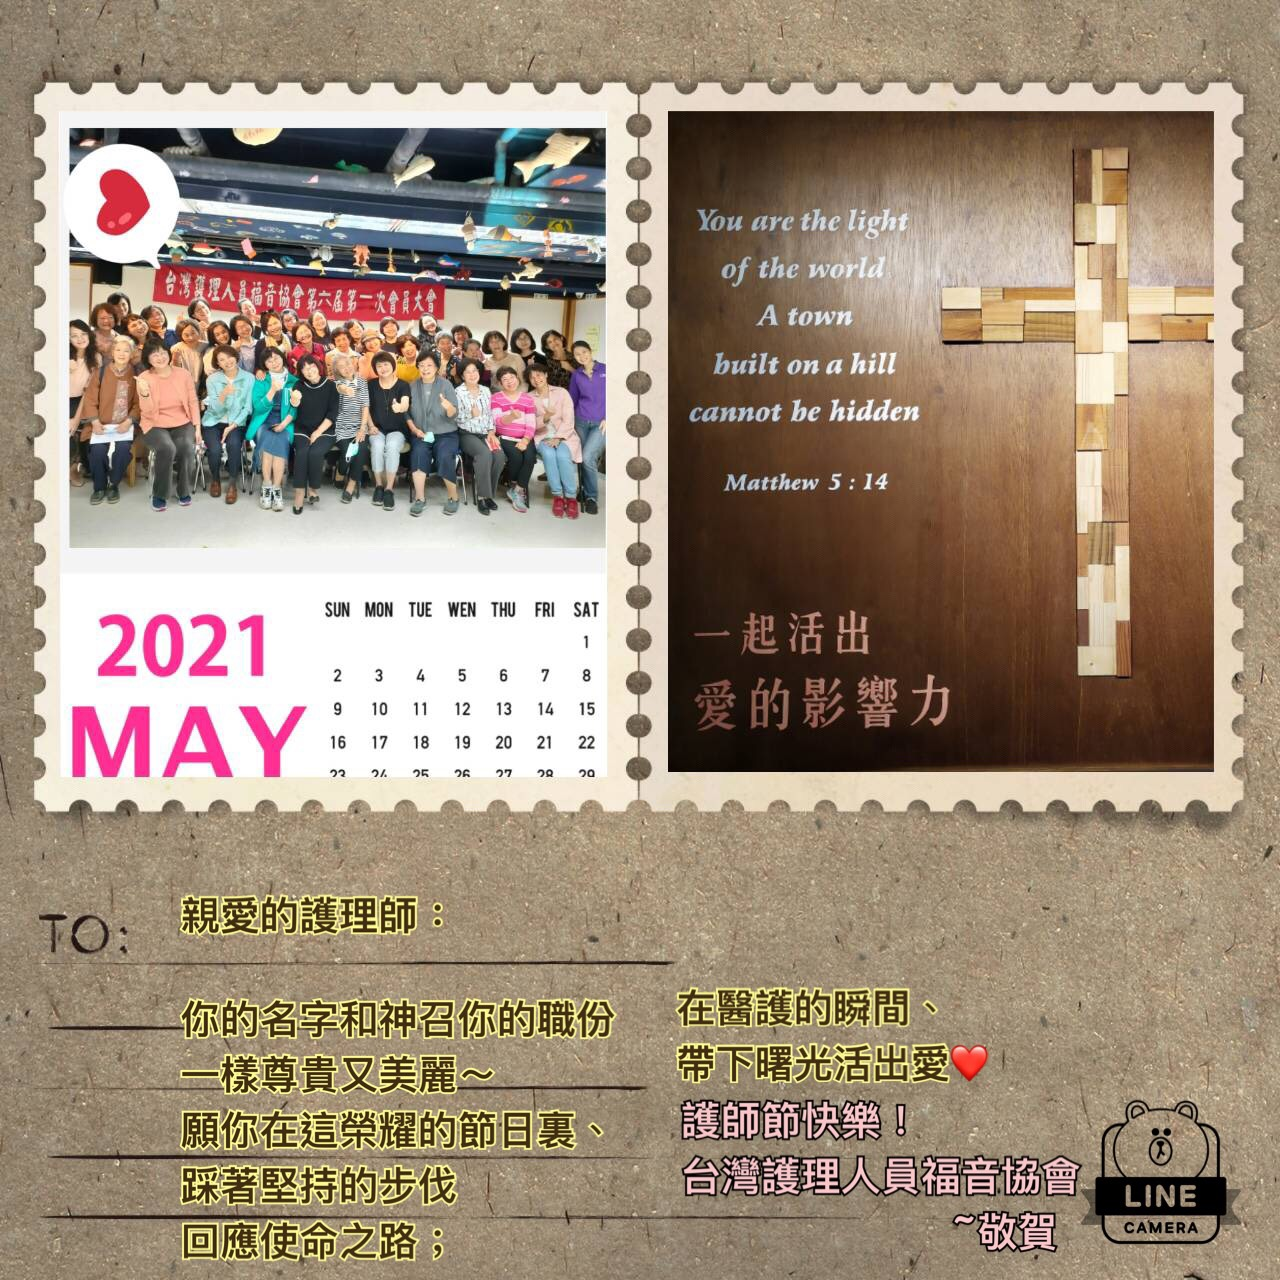 台灣護理人員福音協會第六屆第一次會員大會
2021
MAY
SUN MON TUE WEN THU FRI SAT
1
2 3 4 5 6 7 8
9 10 11 12 13 14 15
16 17 18 19 20 21 22
23 24 25 26 27 28 29
You are the light
of the world
A town
built on a hill
cannot be hidden
Matthew 5 : 14
一起活出
愛的影響力
TO: 親愛的護理師：
你的名字和神召你的職份
一樣尊貴又美麗～
願你在這榮耀的節日裏、
踩著堅持的步伐
回應使命之路；
在醫護的瞬間、
帶下曙光活出愛❤️
護師節快樂！
台灣護理人員福音協會
~敬賀
LINE
CAMERA